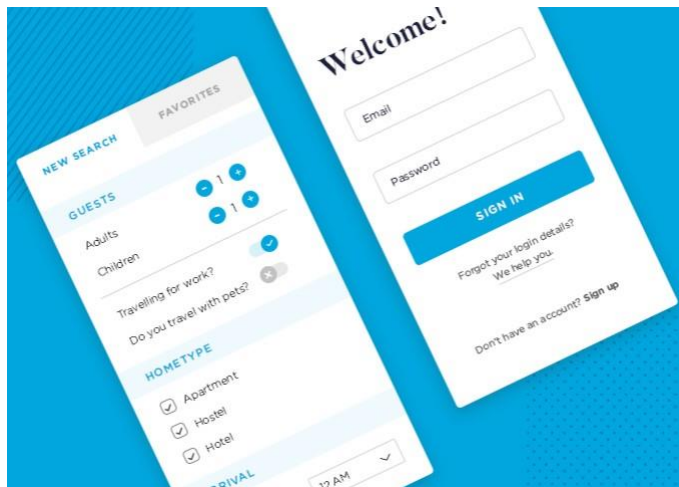 NEW SEARCH
FAVORITES
GUESTS
Adults
1
Children
1
Travelling for work?
Do you travel with pets?
HOMETYPE
Apartment
Hostel
Hotel
RIVAL
12 AM
Welcome!
Email
Password
SIGN IN
Forgot your login details?
We help you.
Don't have an account? Sign up